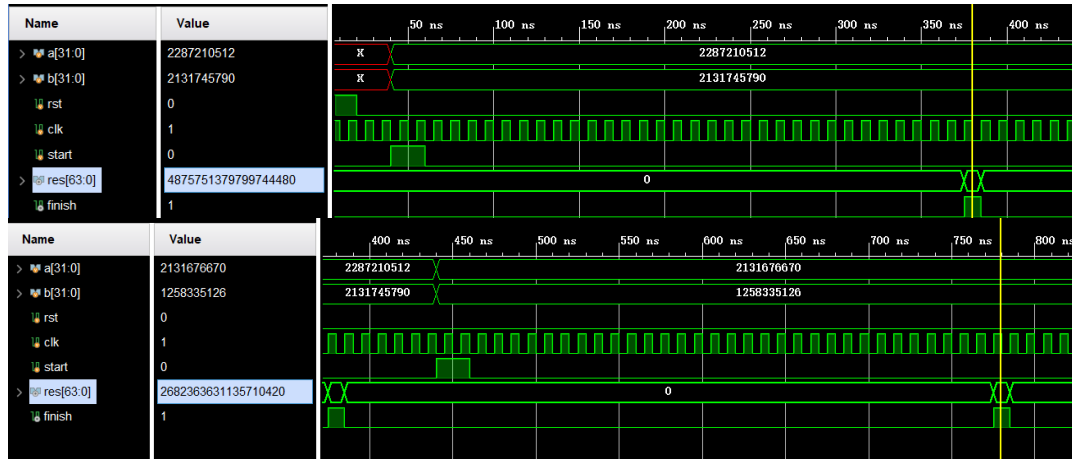 Name Value 50 ns 100 ns 150 ns 200 ns 250 ns 300 ns 350 ns 400 ns
a[31:0] 2287210512 X 2287210512
b[31:0] 2131745790 X 2131745790
rst 0
clk 1
start 0
res[63:0] 4875751379799744480 0
finish 1
Name Value 400 ns 450 ns 500 ns 550 ns 600 ns 650 ns 700 ns 750 ns 800 ns
a[31:0] 2131676670 2287210512 2131676670
b[31:0] 1258335126 2131745790 1258335126
rst 0
clk 1
start 0
res[63:0] 2682363631135710420 0
finish 1